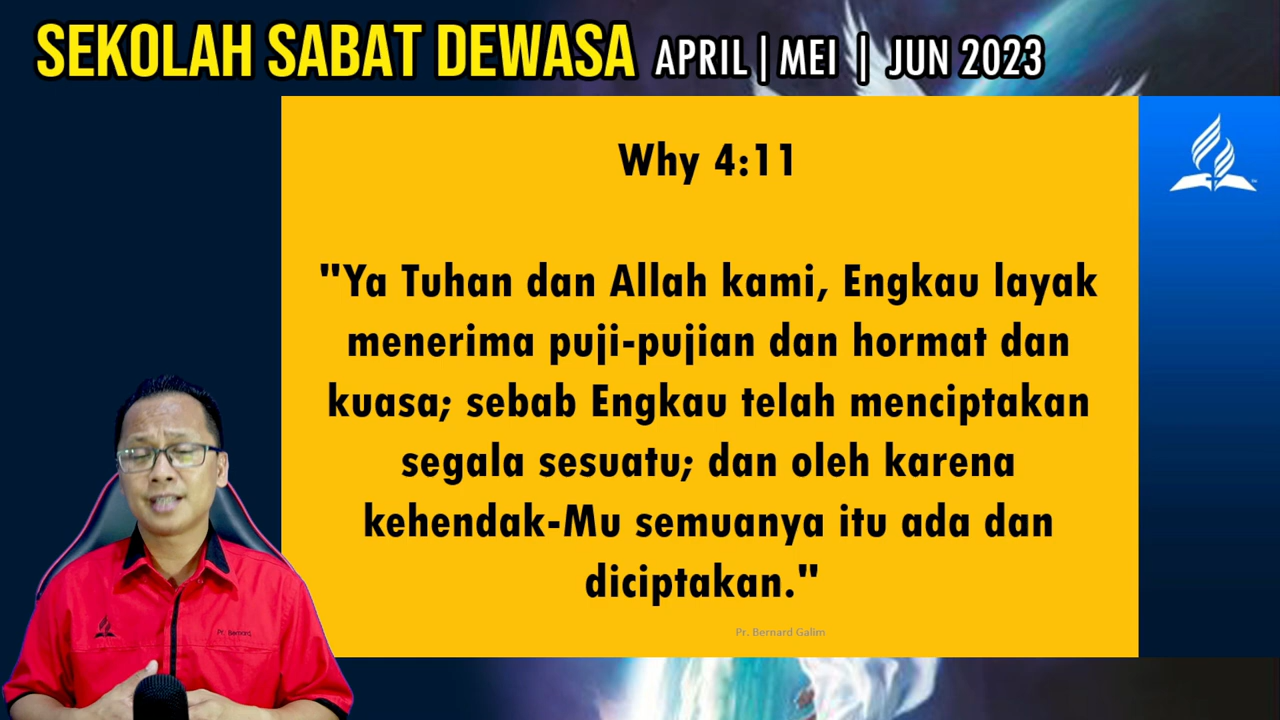 SEKOLAH SABAT DEWASA APRIL | MEI | JUN 2023
Why 4:11
"Ya Tuhan dan Allah kami, Engkau layak
menerima puji-pujian dan hormat dan
kuasa; sebab Engkau telah menciptakan
segala sesuatu; dan oleh karena
kehendak-Mu semuanya itu ada dan
diciptakan."
Pr. Bernard Galim
Pr. Bernard